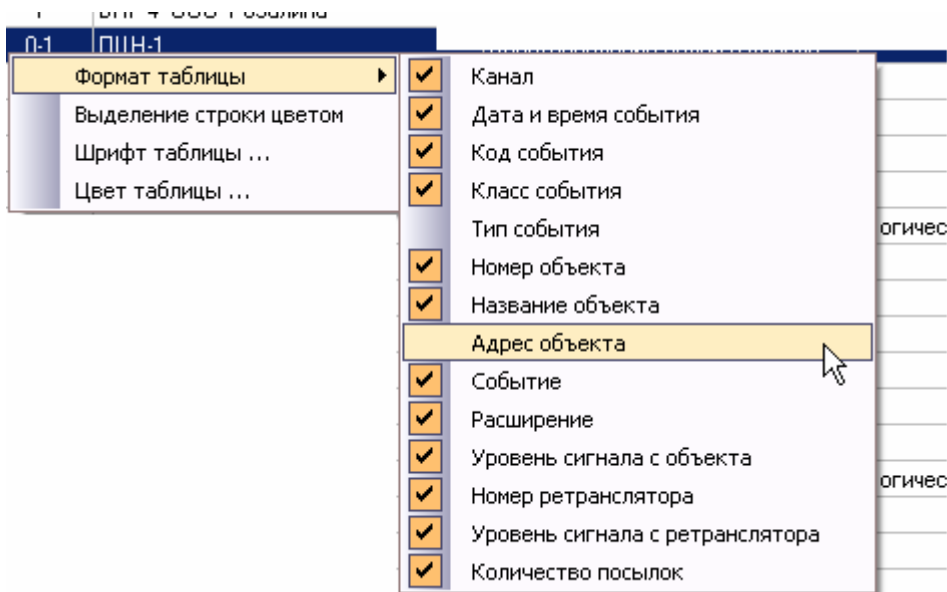 0-1 ПЦН-1
Формат таблицы
Выделение строки цветом
Шрифт таблицы ...
Цвет таблицы ...
Канал
Дата и время события
Код события
Класс события
Тип события
Номер объекта
Название объекта
Адрес объекта
Событие
Расширение
Уровень сигнала с объекта
Номер ретранслятора
Уровень сигнала с ретранслятора
Количество посылок
огичес
огичес